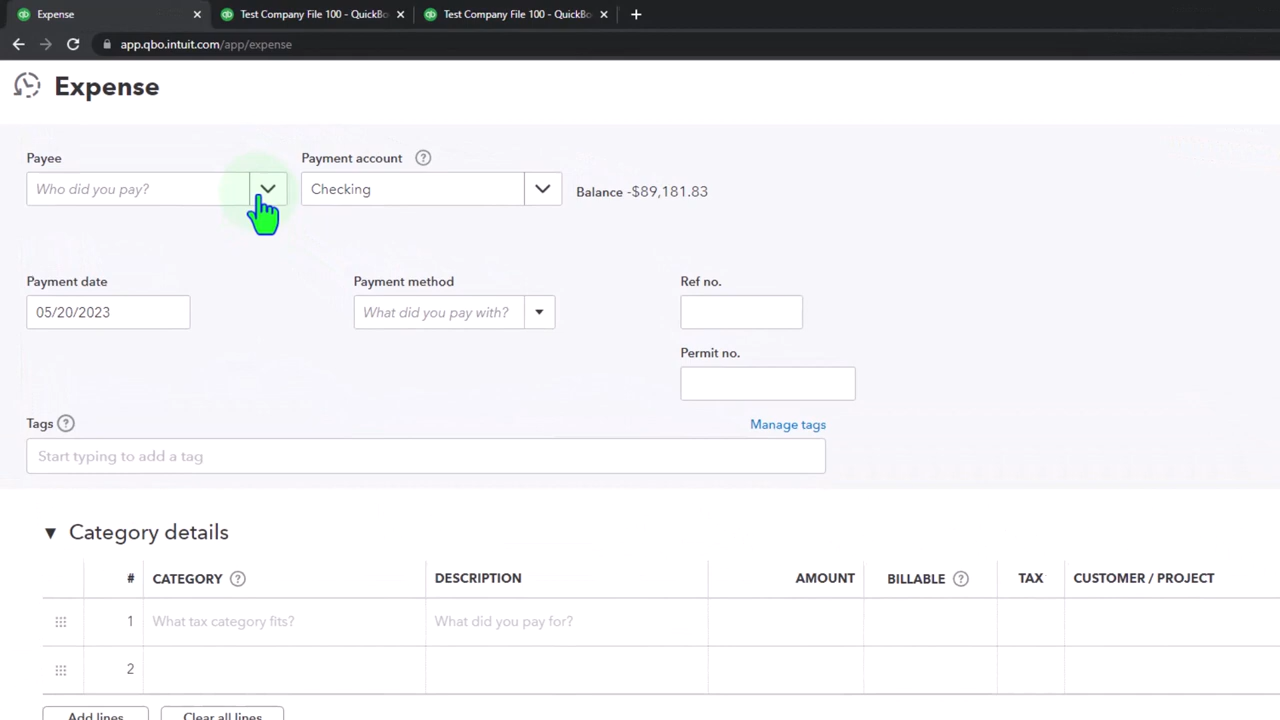 Expense
Test Company File 100 - QuickBo
Test Company File 100 - QuickBo
app.qbo.intuit.com/app/expense
Expense
Payee
Payment account
Who did you pay?
Checking
Balance -$89,181.83
Payment date
Payment method
Ref no.
05/20/2023
What did you pay with?
Permit no.
Tags
Manage tags
Start typing to add a tag
Category details
# CATEGORY DESCRIPTION AMOUNT BILLABLE TAX CUSTOMER / PROJECT
1 What tax category fits? What did you pay for?
2
Add lines Clear all lines